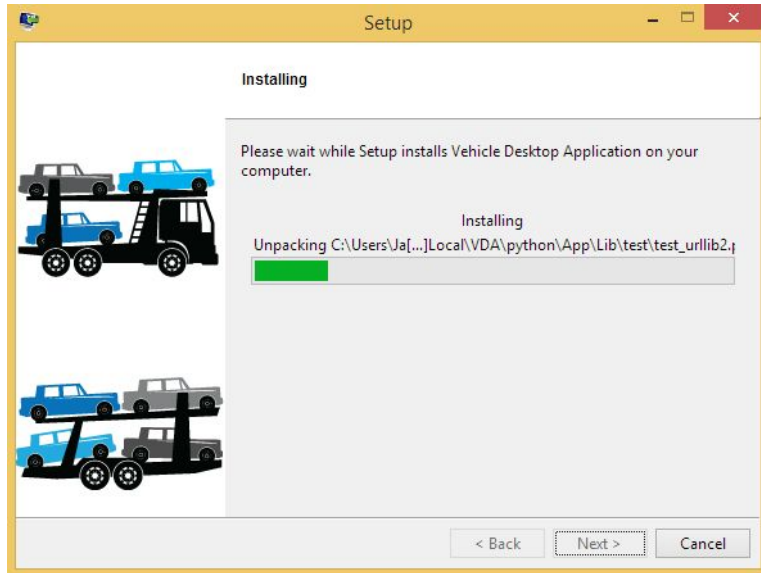 Setup
Installing
Please wait while Setup installs Vehicle Desktop Application on your
computer.
Installing
Unpacking C:\Users\Ja[...]Local\VDA\python\App\Lib\test\test_urllib2.p
< Back
Next >
Cancel